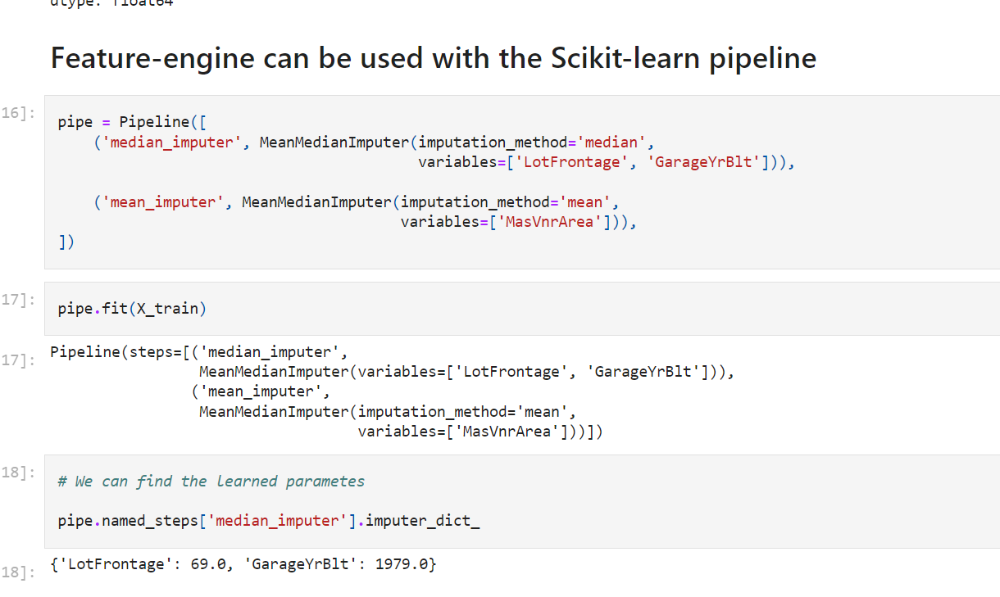 dtype: float64
Feature-engine can be used with the Scikit-learn pipeline
16]:
pipe = Pipeline([
    ('median_imputer', MeanMedianImputer(imputation_method='median',
                                         variables=['LotFrontage', 'GarageYrBlt'])),
    ('mean_imputer', MeanMedianImputer(imputation_method='mean',
                                       variables=['MasVnrArea'])),
])
17]:
pipe.fit(X_train)
17]:
Pipeline(steps=[('median_imputer',
                 MeanMedianImputer(variables=['LotFrontage', 'GarageYrBlt'])),
                ('mean_imputer',
                 MeanMedianImputer(imputation_method='mean',
                                   variables=['MasVnrArea']))])
18]:
# We can find the learned parametes
pipe.named_steps['median_imputer'].imputer_dict_
18]:
{'LotFrontage': 69.0, 'GarageYrBlt': 1979.0}